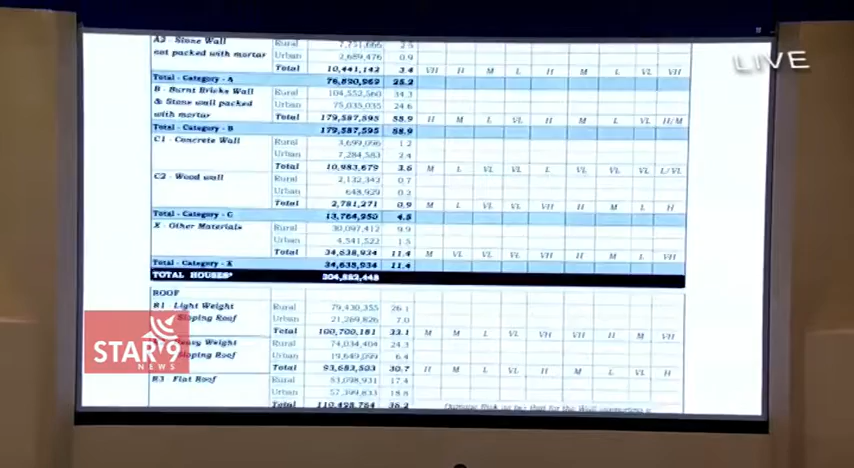 A2 - Stone Wall Rural 7,751,666 2.5
not packed with mortar Urban 2,689,476 0.9
Total 10,441,142 3.4 VH H M L H M L VL VH
Total - Category - A 25.2
B - Burnt Bricks Wall Rural 104,552,560 34.3
& Stone wall packed Urban 75,035,035 24.6
with mortar Total 179,587,595 58.9 H M L VL H M L VL H/M
Total - Category - B 179,587,595 58.9
C1 - Concrete Wall Rural 3,699,096 1.2
Urban 7,284,583 2.4
Total 10,983,679 3.6 M L VL VL L VL VL VL L/VL
C2 - Wood wall Rural 2,132,342 0.7
Urban 648,929 0.2
Total 2,781,271 0.9 M L VL VL VH H M L H
Total - Category - C 13,764,950 4.5
X - Other Materials Rural 30,097,412 9.9
Urban 4,541,522 1.5
Total 34,638,934 11.4 M VL VL VL H H M L VH
Total - Category - X 34,638,934 11.4
TOTAL HOUSES* 304,882,448
ROOF
R1 - Light Weight Rural 79,430,355 26.1
Sloping Roof Urban 21,269,826 7.0
Total 100,700,181 33.1 M M L VL VH VH H M VH
Heavy Weight Rural 74,034,404 24.3
Sloping Roof Urban 19,649,099 6.4
Total 93,683,503 30.7 H M L VL H M L VL H
R3 - Flat Roof Rural 53,098,931 17.4
Urban 57,399,833 18.8
Total 110,498,764 36.2
LIVE
STAR 9
NEWS